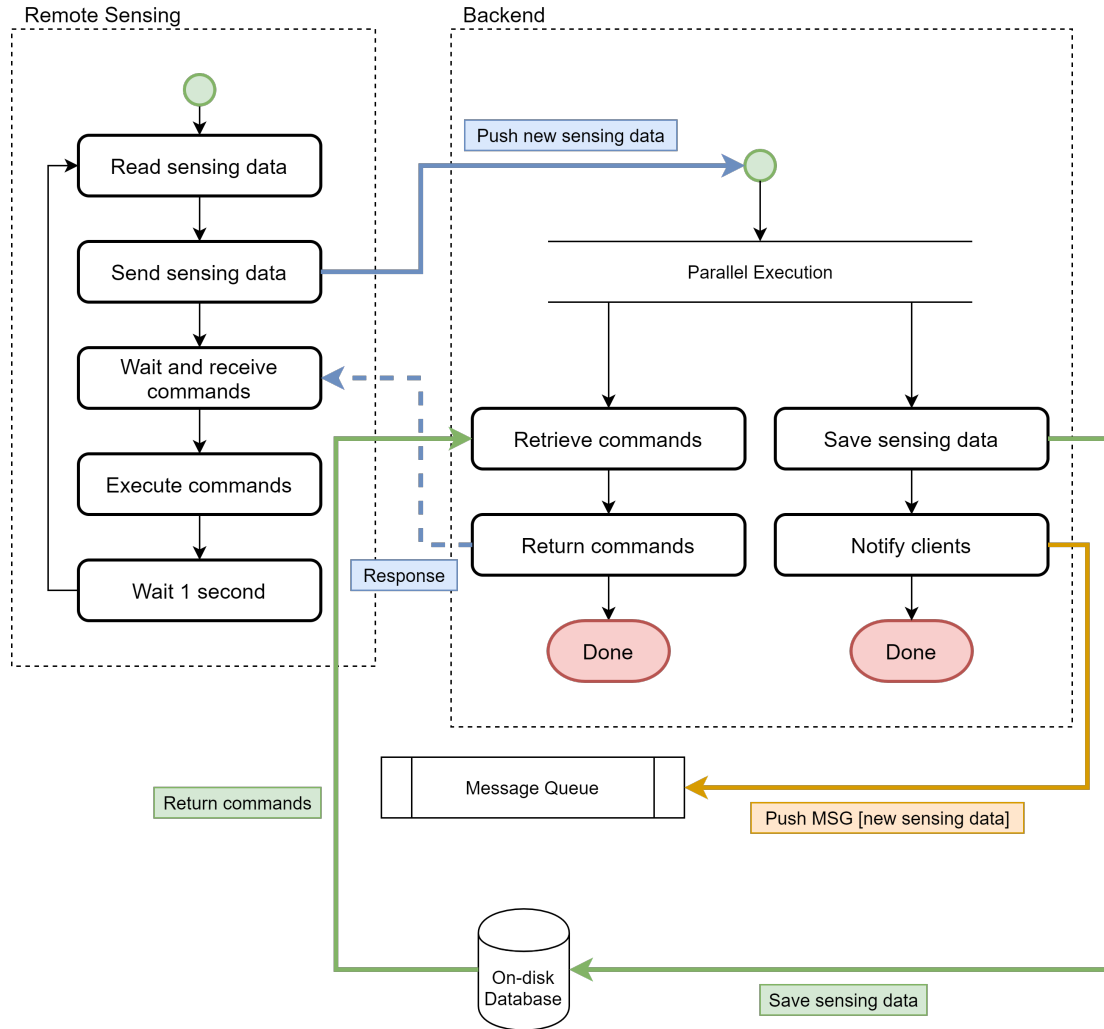 Remote Sensing
Backend
Push new sensing data
Read sensing data
Send sensing data
Parallel Execution
Wait and receive
commands
Retrieve commands
Save sensing data
Execute commands
Return commands
Notify clients
Response
Wait 1 second
Done
Done
Message Queue
Return commands
Push MSG [new sensing data]
On-disk
Database
Save sensing data